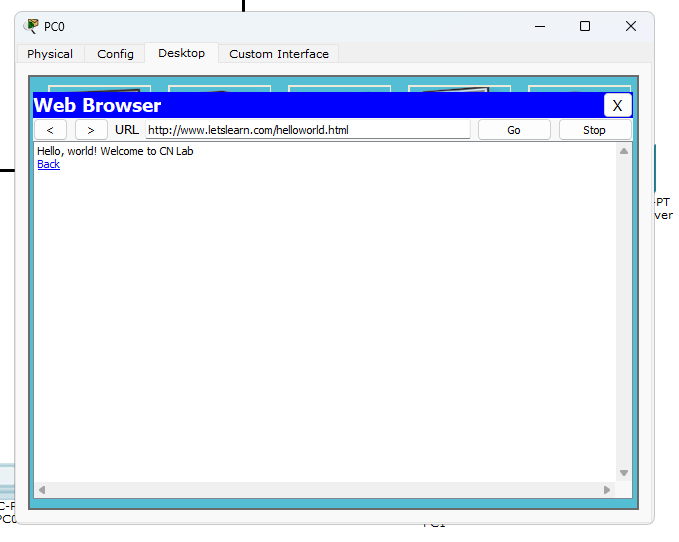 PC0
Physical Config Desktop Custom Interface
Web Browser X
< > URL http://www.letslearn.com/helloworld.html Go Stop
Hello, world! Welcome to CN Lab
Back
-PT
ver
PC0
PC1